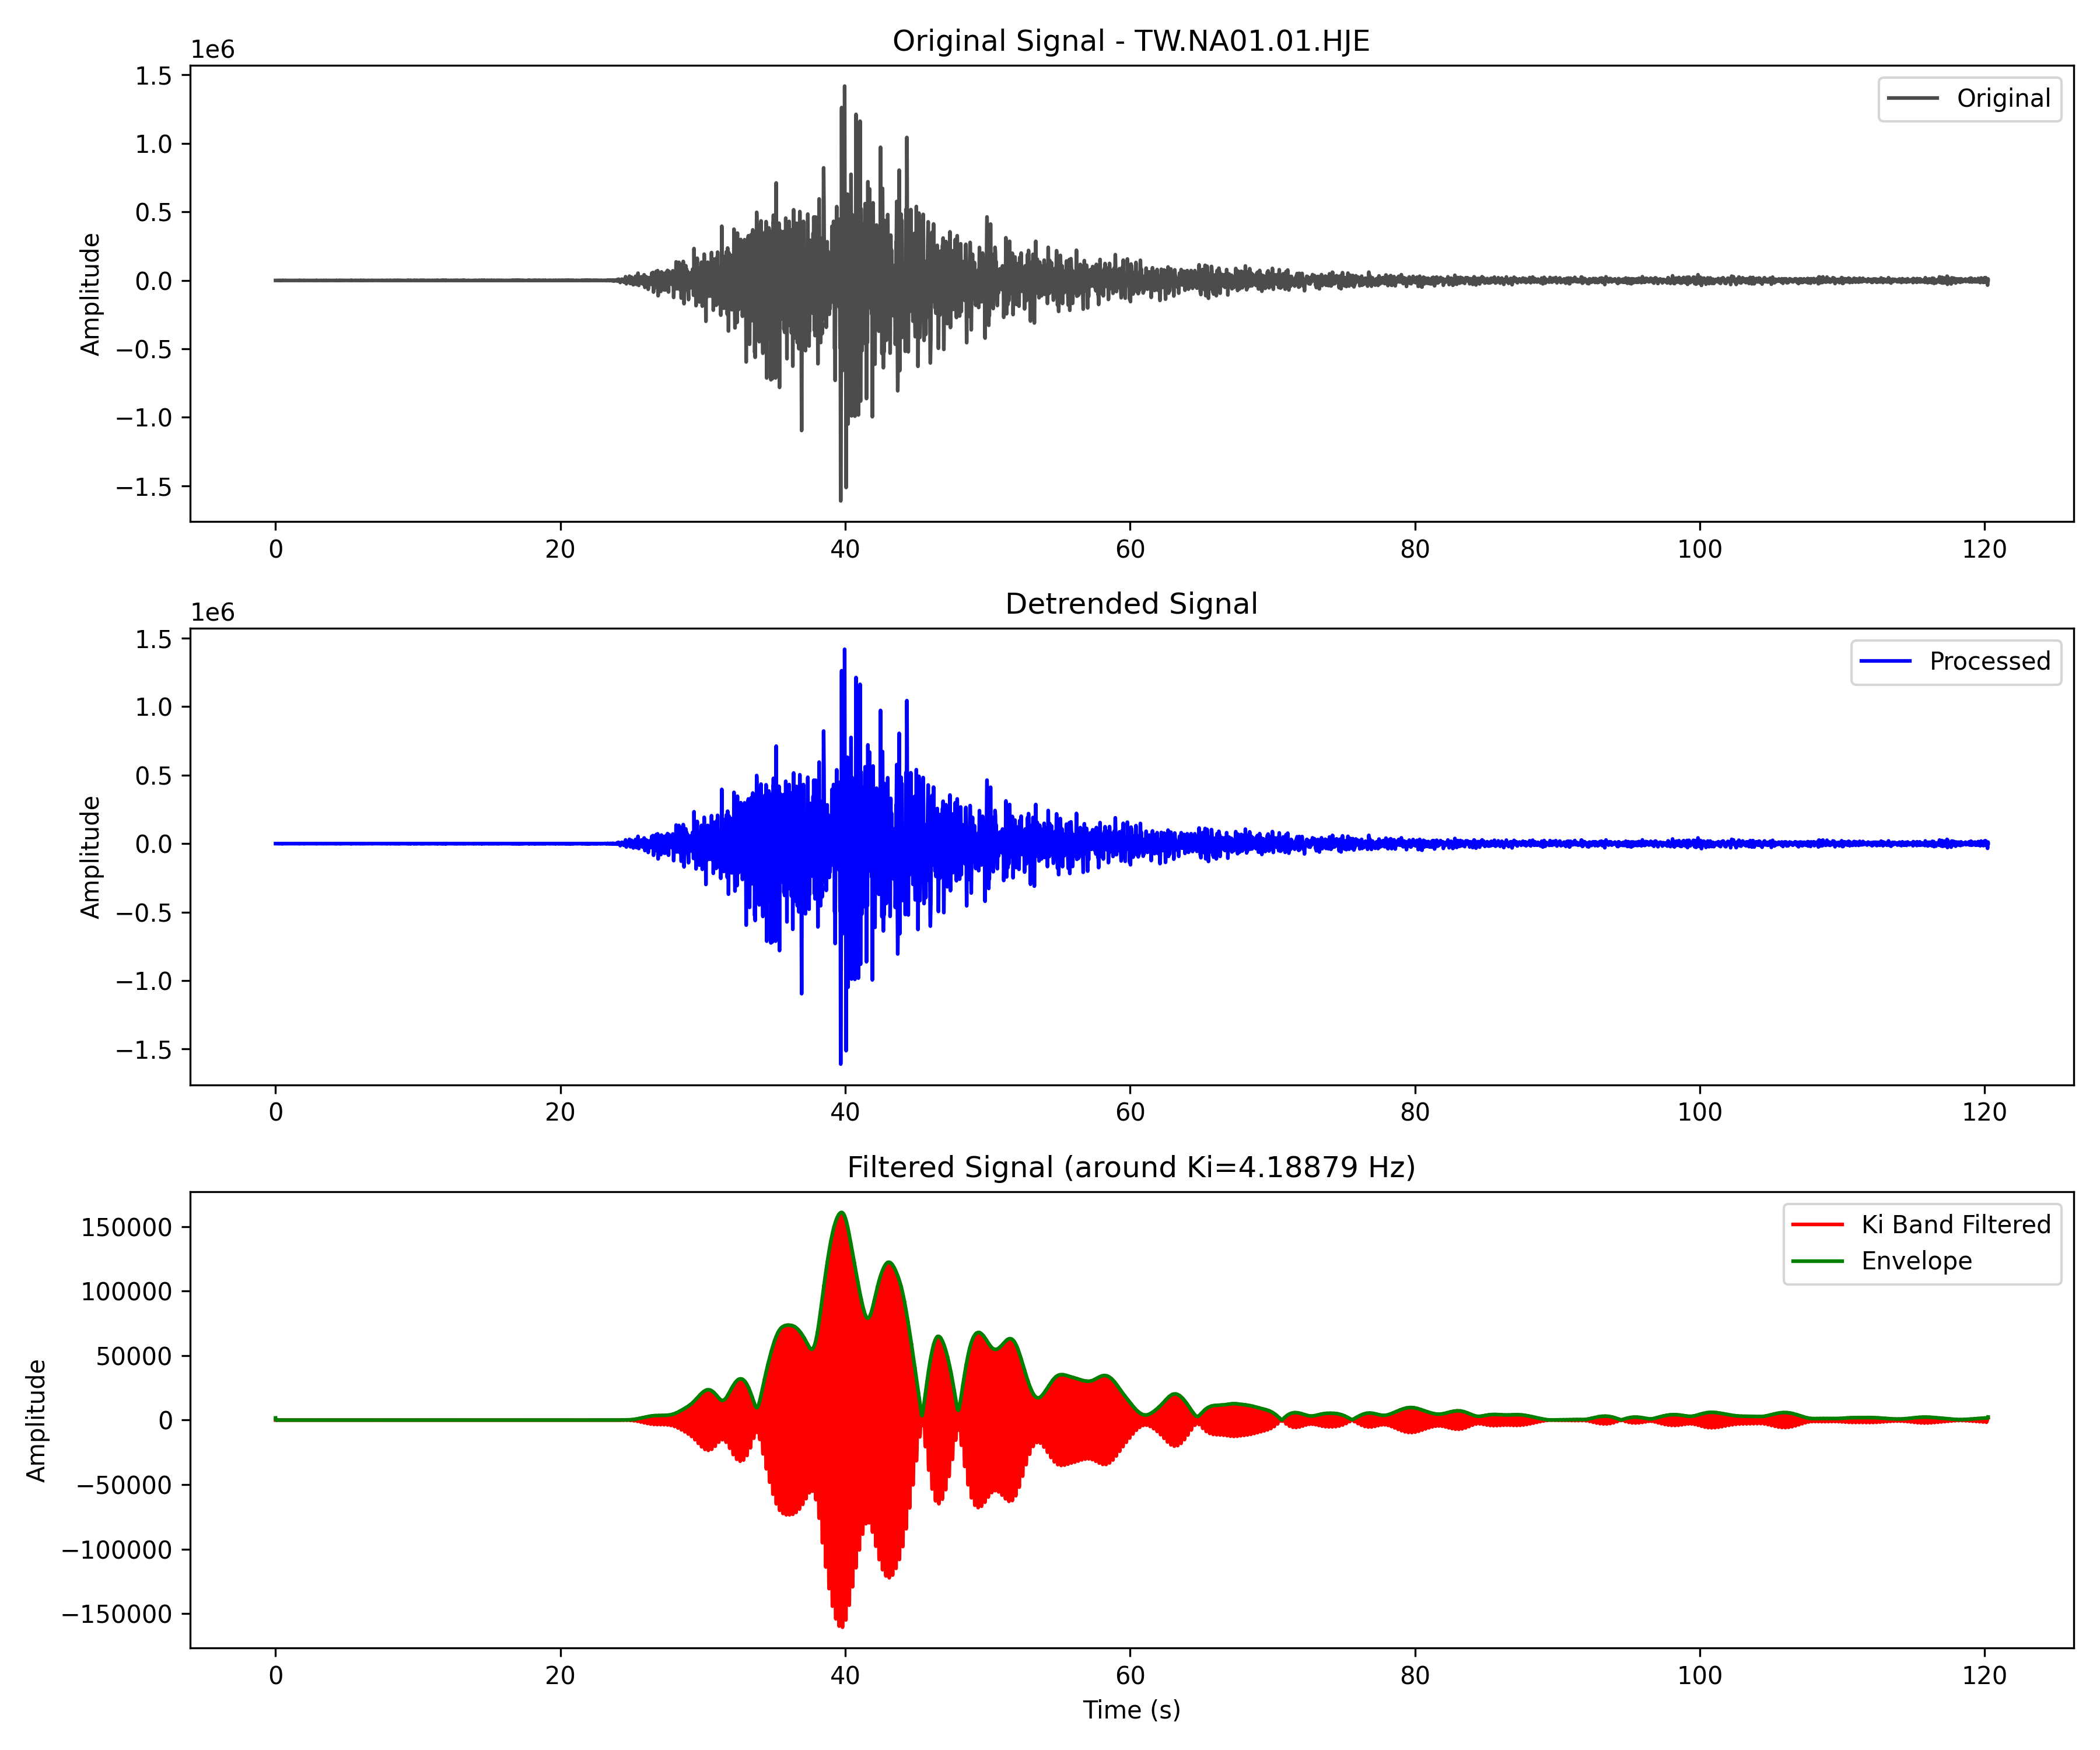 Original Signal - TW.NA01.01.HJE
1e6
1.5
1.0
0.5
0.0
−0.5
−1.0
−1.5
Amplitude
Original
0 20 40 60 80 100 120
Detrended Signal
1e6
1.5
1.0
0.5
0.0
−0.5
−1.0
−1.5
Amplitude
Processed
0 20 40 60 80 100 120
Filtered Signal (around Ki=4.18879 Hz)
150000
100000
50000
0
−50000
−100000
−150000
Amplitude
Ki Band Filtered
Envelope
0 20 40 60 80 100 120
Time (s)